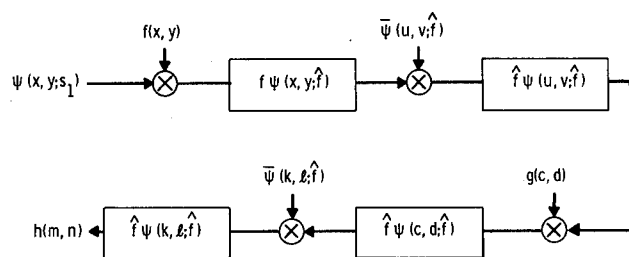 f(x, y)
ψ̅ (u, v; f̂)
ψ (x, y; s₁)
f ψ (x, y; f̂)
f̂ ψ (u, v; f̂)
ψ̅ (k, ℓ; f̂)
g(c, d)
h(m, n)
f̂ ψ (k, ℓ; f̂)
f̂ ψ (c, d; f̂)